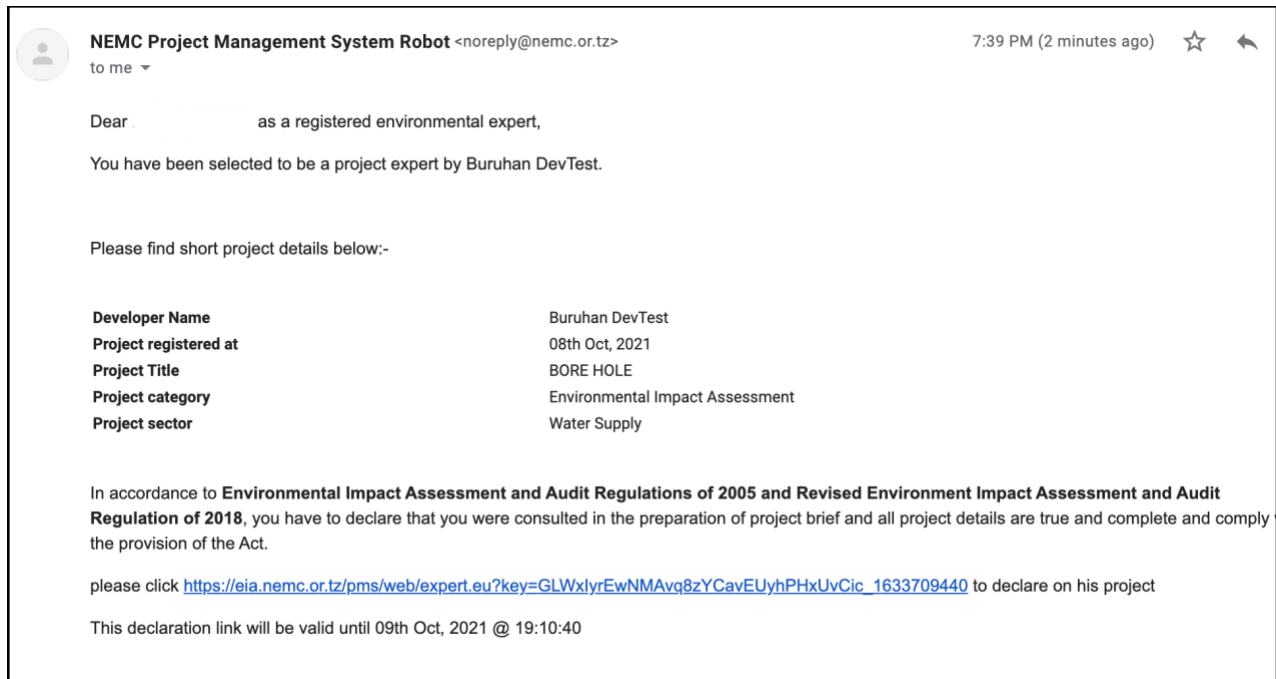 NEMC Project Management System Robot <noreply@nemc.or.tz> 7:39 PM (2 minutes ago)
to me
Dear as a registered environmental expert,
You have been selected to be a project expert by Buruhan DevTest.
Please find short project details below:-
Developer Name Buruhan DevTest
Project registered at 08th Oct, 2021
Project Title BORE HOLE
Project category Environmental Impact Assessment
Project sector Water Supply
In accordance to Environmental Impact Assessment and Audit Regulations of 2005 and Revised Environment Impact Assessment and Audit
Regulation of 2018, you have to declare that you were consulted in the preparation of project brief and all project details are true and complete and comply
the provision of the Act.
please click https://eia.nemc.or.tz/pms/web/expert.eu?key=GLWxIyrEwNMAvq8zYCavEUyhPHxUvCic_1633709440 to declare on his project
This declaration link will be valid until 09th Oct, 2021 @ 19:10:40